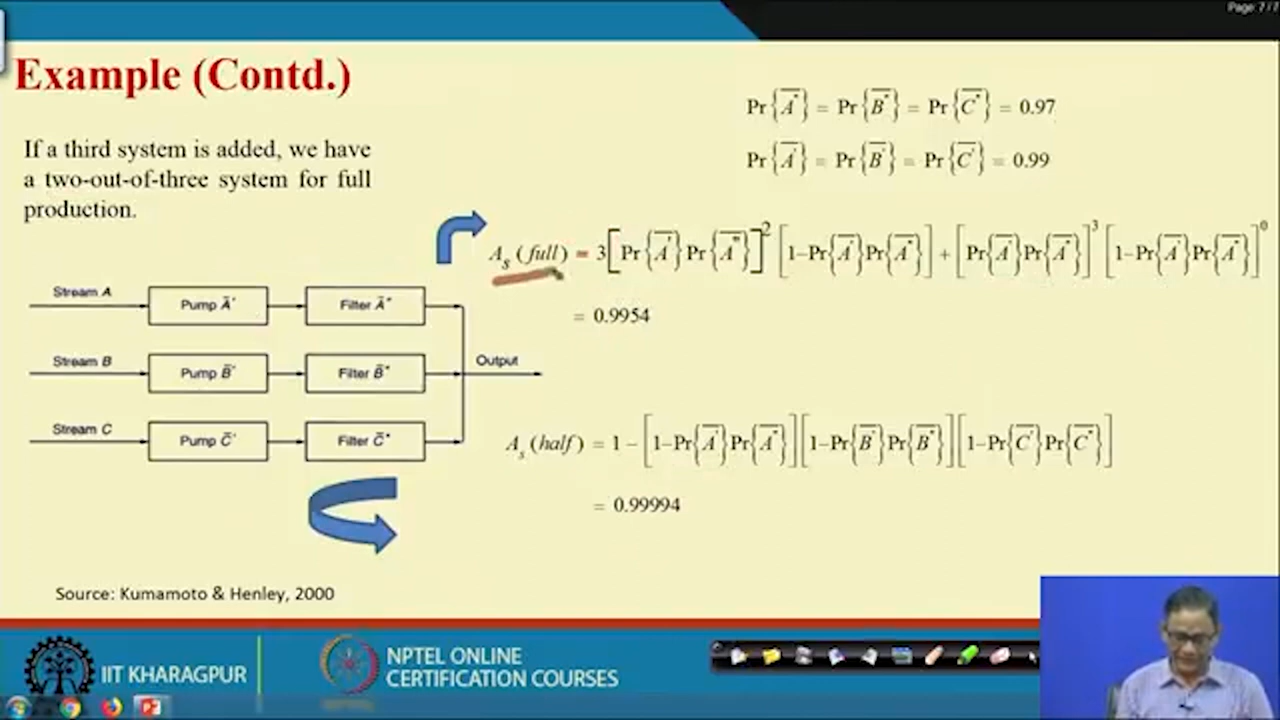 Page: 7 / 7
Example (Contd.)
If a third system is added, we have
a two-out-of-three system for full
production.
Pr{A̅"} = Pr{B̅"} = Pr{C̅"} = 0.97
Pr{A̅'} = Pr{B̅'} = Pr{C̅'} = 0.99
A_s (full) = 3[Pr{A̅'}Pr{A̅"}]^2 [1-Pr{A̅'}Pr{A̅"}] + [Pr{A̅'}Pr{A̅"}]^3 [1-Pr{A̅'}Pr{A̅"}]^0
= 0.9954
Stream A
Pump A̅'
Filter A̅"
Stream B
Pump B̅'
Filter B̅"
Output
Stream C
Pump C̅'
Filter C̅"
A_s (half) = 1 - [1-Pr{A̅'}Pr{A̅"}][1-Pr{B̅'}Pr{B̅"}][1-Pr{C̅'}Pr{C̅"}]
= 0.99994
Source: Kumamoto & Henley, 2000
IIT KHARAGPUR
NPTEL ONLINE
CERTIFICATION COURSES